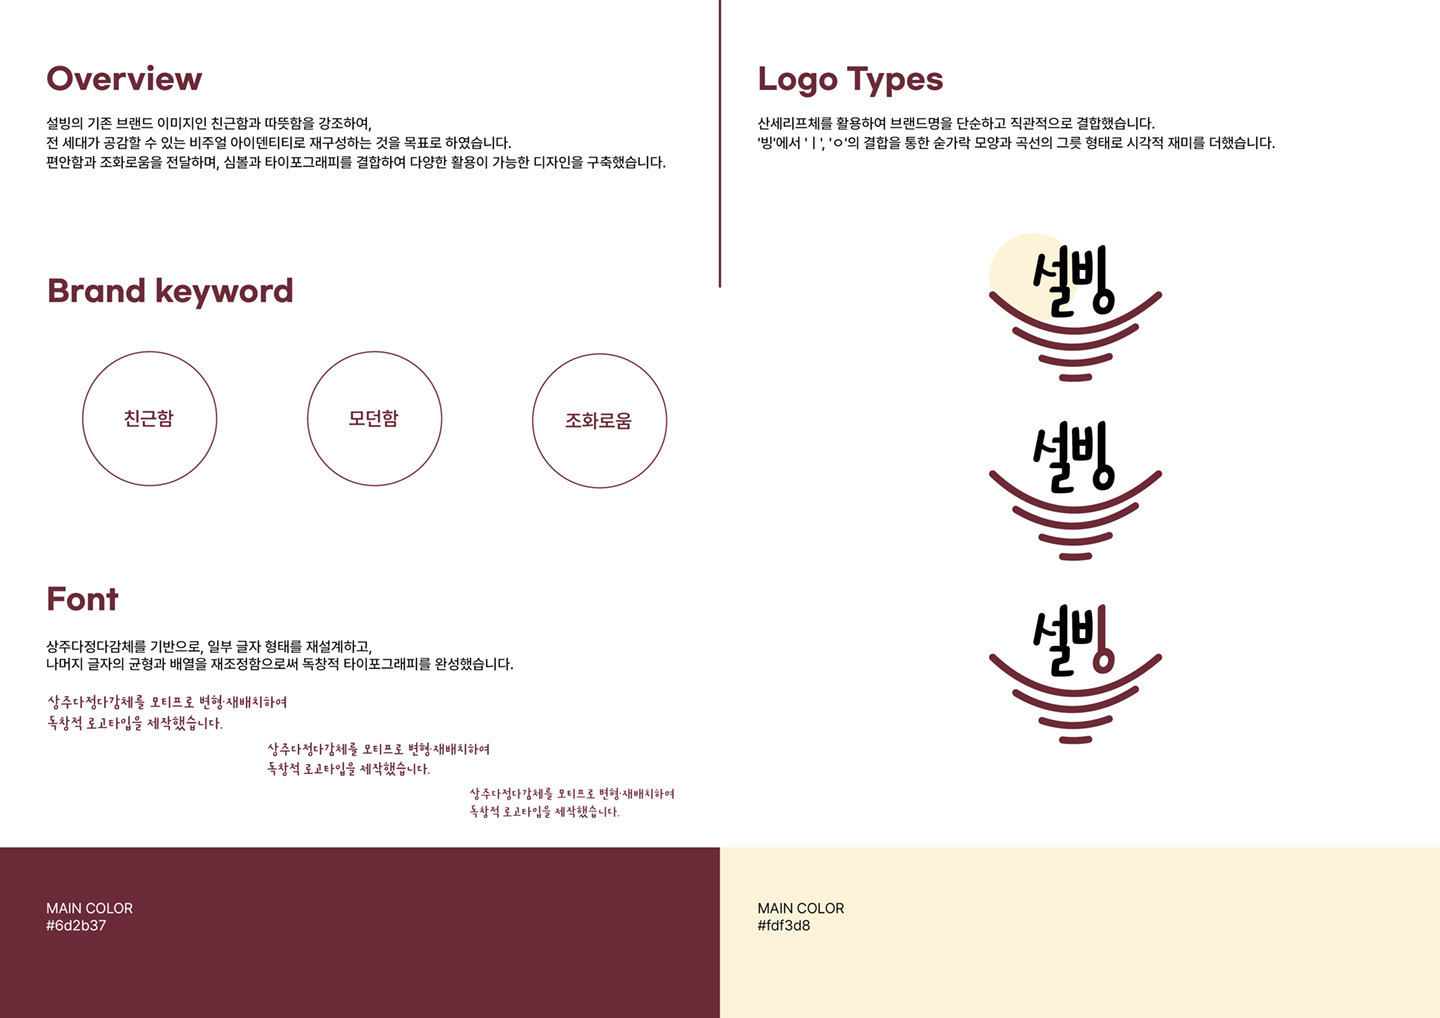 Overview
설빙의 기존 브랜드 이미지인 친근함과 따뜻함을 강조하여,
전 세대가 공감할 수 있는 비주얼 아이덴티티로 재구성하는 것을 목표로 하였습니다.
편안함과 조화로움을 전달하며, 심볼과 타이포그래피를 결합하여 다양한 활용이 가능한 디자인을 구축했습니다.
Brand keyword
친근함
모던함
조화로움
Font
상주다정다감체를 기반으로, 일부 글자 형태를 재설계하고,
나머지 글자의 균형과 배열을 재조정함으로써 독창적 타이포그래피를 완성했습니다.
상주다정다감체를 모티프로 변형·재배치하여
독창적 로고타입을 제작했습니다.
상주다정다감체를 모티프로 변형·재배치하여
독창적 로고타입을 제작했습니다.
상주다정다감체를 모티프로 변형·재배치하여
독창적 로고타입을 제작했습니다.
MAIN COLOR
#6d2b37
Logo Types
산세리프체를 활용하여 브랜드명을 단순하고 직관적으로 결합했습니다.
'빙'에서 'ㅣ', 'ㅇ'의 결합을 통한 숟가락 모양과 곡선의 그릇 형태로 시각적 재미를 더했습니다.
설빙
설빙
설빙
MAIN COLOR
#fdf3d8